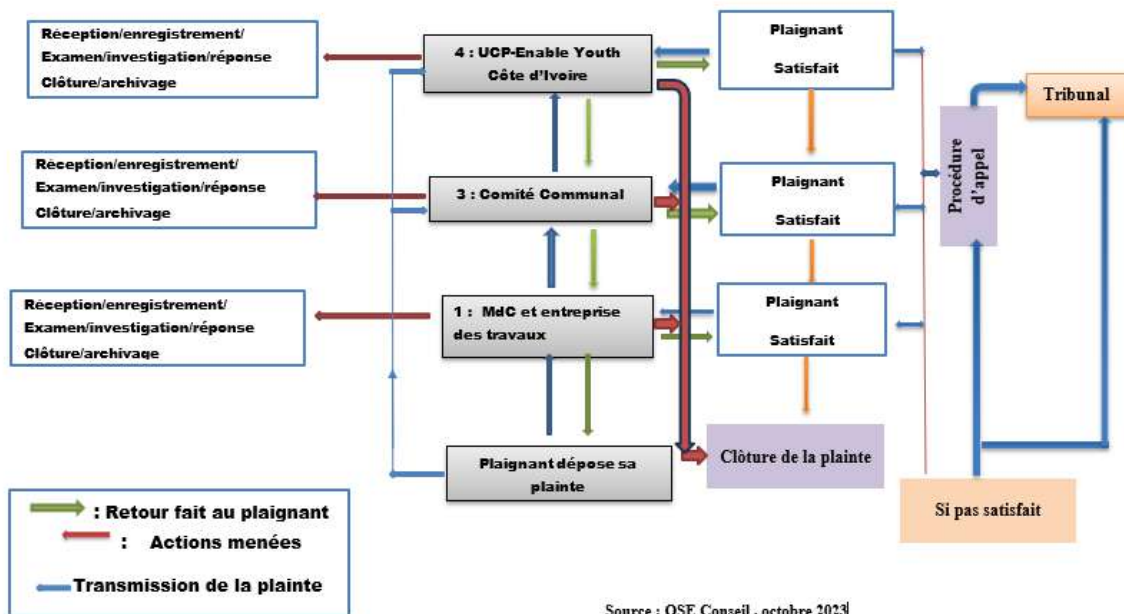 Réception/enregistrement/
Examen/investigation/réponse
Clôture/archivage
4 : UCP-Enable Youth
Côte d'Ivoire
Plaignant
Satisfait
Tribunal
Procédure
d'appel
Réception/enregistrement/
Examen/investigation/réponse
Clôture/archivage
3 : Comité Communal
Plaignant
Satisfait
Réception/enregistrement/
Examen/investigation/réponse
Clôture/archivage
1 : MdC et entreprise
des travaux
Plaignant
Satisfait
Plaignant dépose sa
plainte
Clôture de la plainte
Si pas satisfait
: Retour fait au plaignant
: Actions menées
Transmission de la plainte
Source : QSE Conseil , octobre 2023